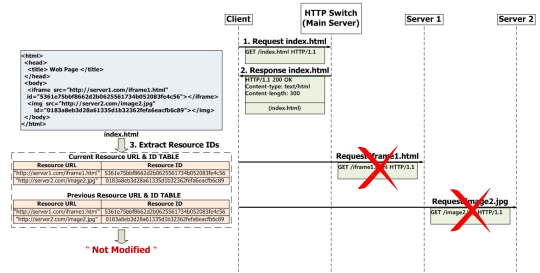 HTTP Switch
(Main Server)
Client
Server 1
Server 2
1. Request index.html
GET /index.html HTTP/1.1
2. Response index.html
HTTP/1.1 200 OK
Content-type: text/html
Content-length: 300
(index.html)
<html>
<head>
<title> Web Page </title>
</head>
<body>
<iframe src="http://server1.com/iframe1.html"
id="5361e75bbf8662d2b0625561734b052083fe4c56"></iframe>
<img src="http://server2.com/image2.jpg"
id="0183a8eb3d28a61335d1b32362fefa6eacfb6c89"></img>
</body>
</html>
index.html
3. Extract Resource IDs
Current Resource URL & ID TABLE
Resource URL Resource ID
"http://server1.com/iframe1.html" 5361e75bbf8662d2b0625561734b052083fe4c56
"http://server2.com/image2.jpg" 0183a8eb3d28a61335d1b32362fefa6eacfb6c89
Previous Resource URL & ID TABLE
Resource URL Resource ID
"http://server1.com/iframe1.html" 5361e75bbf8662d2b0625561734b052083fe4c56
"http://server2.com/image2.jpg" 0183a8eb3d28a61335d1b32362fefa6eacfb6c89
" Not Modified "
Request iframe1.html
GET /iframe1.html HTTP/1.1
Request image2.jpg
GET /image2.jpg HTTP/1.1